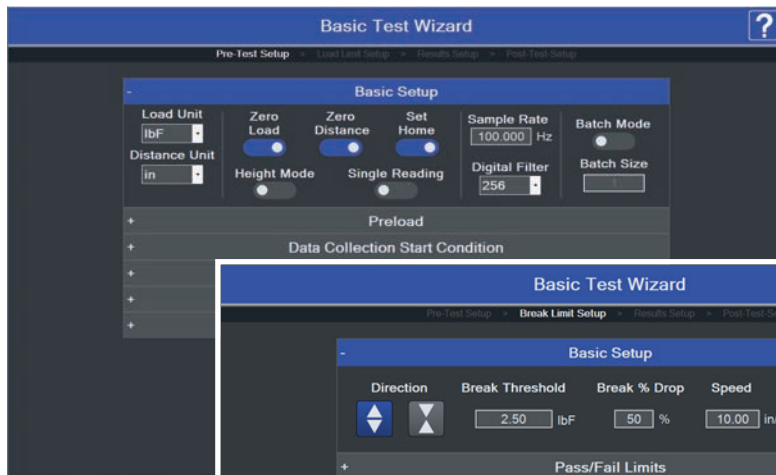 Basic Test Wizard ?
Pre-Test Setup > Load Limit Setup > Results Setup > Post-Test-Setup
- Basic Setup
Load Unit
lbF
Distance Unit
in
Zero Load
Zero Distance
Set Home
Height Mode
Single Reading
Sample Rate
100.000 Hz
Digital Filter
256
Batch Mode
Batch Size
1
+ Preload
+ Data Collection Start Condition
+
+
+
Basic Test Wizard
Pre-Test Setup > Break Limit Setup > Results Setup > Post-Test-S
- Basic Setup
Direction
Break Threshold
2.50 lbF
Break % Drop
50 %
Speed
10.00 in
+ Pass/Fail Limits